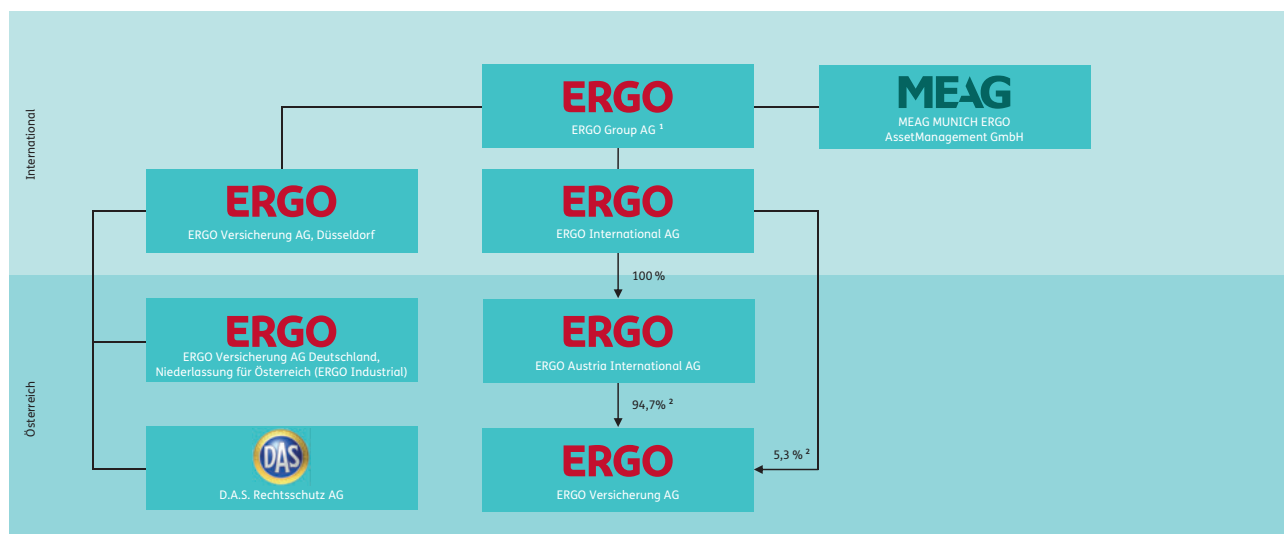 International
ERGO
ERGO Group AG ¹
MEAG
MEAG MUNICH ERGO
AssetManagement GmbH
ERGO
ERGO Versicherung AG, Düsseldorf
ERGO
ERGO International AG
100 %
Österreich
ERGO
ERGO Versicherung AG Deutschland,
Niederlassung für Österreich (ERGO Industrial)
ERGO
ERGO Austria International AG
94,7% ²
DAS
D.A.S. Rechtsschutz AG
ERGO
ERGO Versicherung AG
5,3 % ²